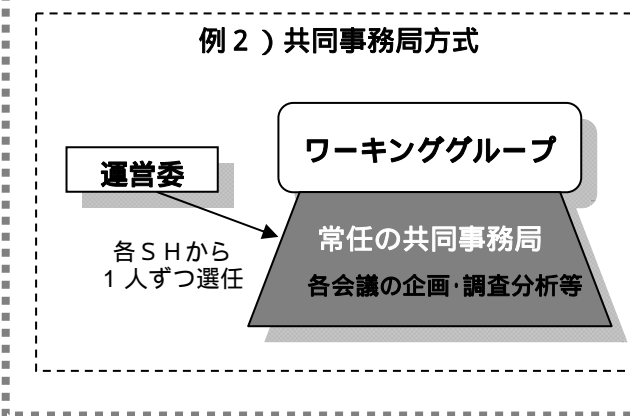 例２）共同事務局方式
ワーキンググループ
運営委
常任の共同事務局
各ＳＨから
１人ずつ選任
各会議の企画･調査分析等